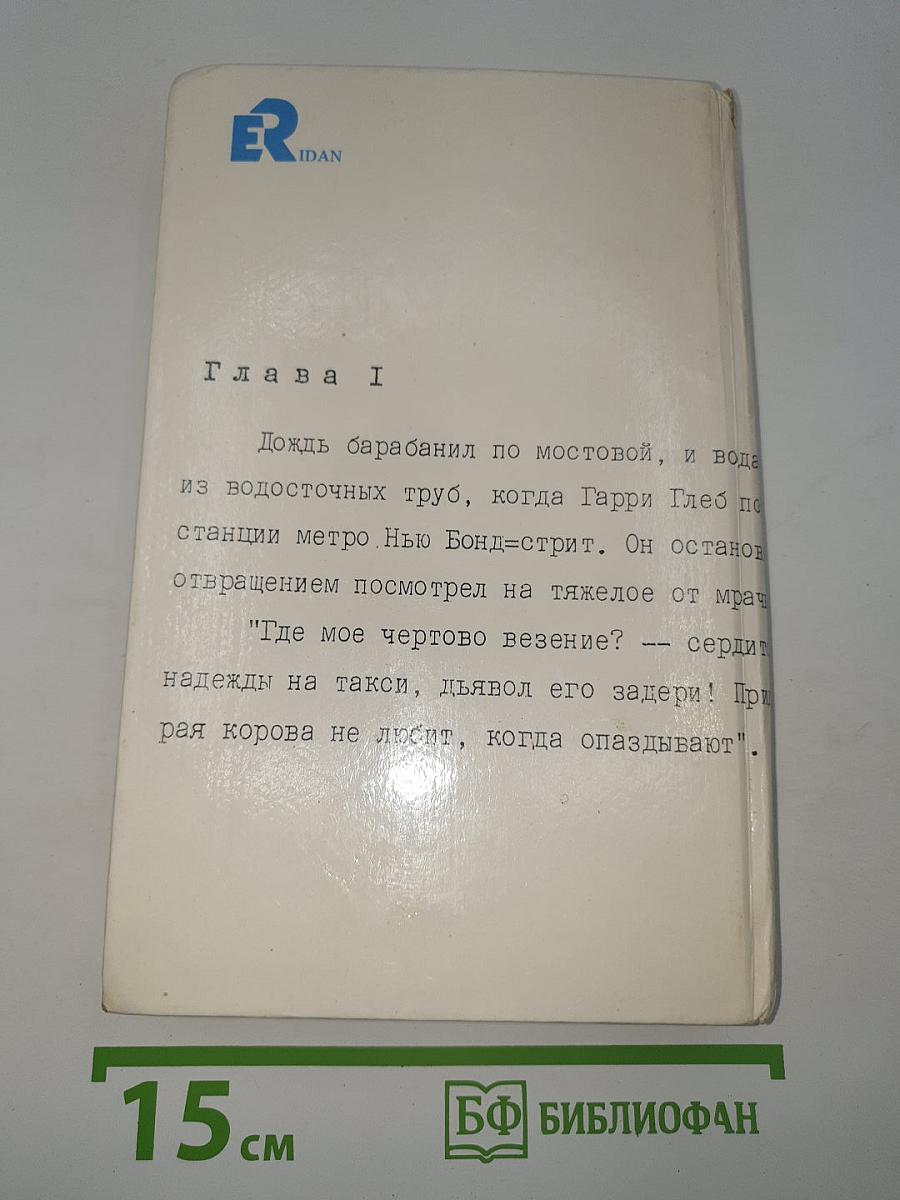 ERIDAN
Глава I
Дождь барабанил по мостовой, и вода
из водосточных труб, когда Гарри Глеб по
станции метро Нью Бонд=стрит. Он останов
отвращением посмотрел на тяжелое от мрач
"Где мое чертово везение? -- сердит
надежды на такси, дьявол его задери! При
рая корова не любит, когда опаздывают".
15 см
БФ БИБЛИОФАН